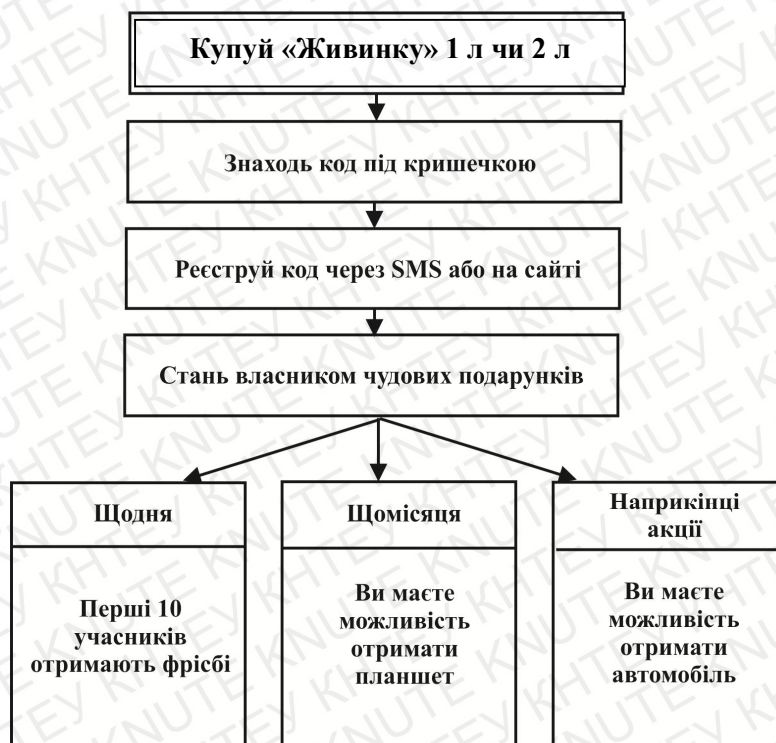 Купуй «Живинку» 1 л чи 2 л
Знаходь код під кришечкою
Реєструй код через SMS або на сайті
Стань власником чудових подарунків
Щодня
Перші 10
учасників
отримають фрісбі
Щомісяця
Ви маєте
можливість
отримати
планшет
Наприкінці
акції
Ви маєте
можливість
отримати
автомобіль